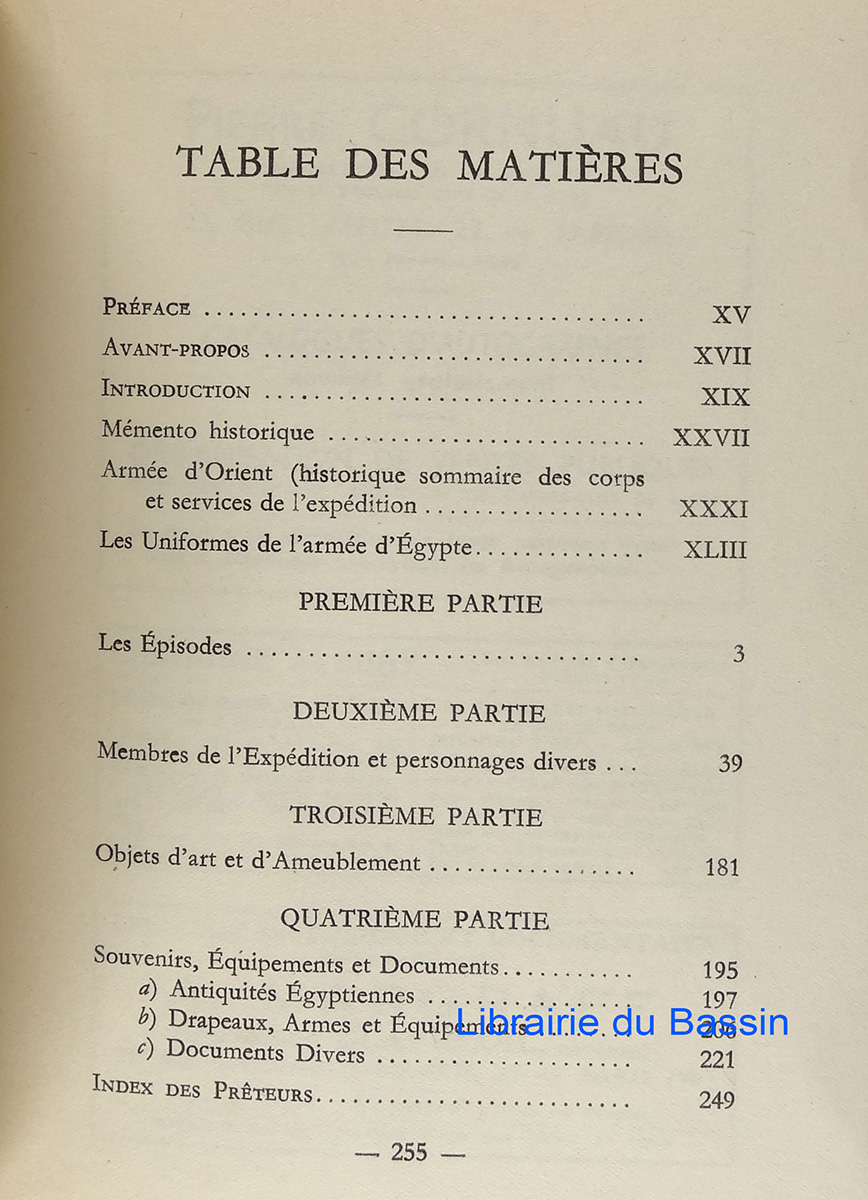 TABLE DES MATIÈRES
PRÉFACE ..................................... XV
AVANT-PROPOS ............................... XVII
INTRODUCTION ............................... XIX
Mémento historique .......................... XXVII
Armée d'Orient (historique sommaire des corps
et services de l'expédition .................. XXXI
Les Uniformes de l'armée d'Égypte.............. XLIII
PREMIÈRE PARTIE
Les Épisodes ................................. 3
DEUXIÈME PARTIE
Membres de l'Expédition et personnages divers ... 39
TROISIÈME PARTIE
Objets d'art et d'Ameublement ................. 181
QUATRIÈME PARTIE
Souvenirs, Équipements et Documents........... 195
a) Antiquités Égyptiennes ................. 197
b) Drapeaux, Armes et Équipements .......
Librairie du Bassin
c) Documents Divers ..................... 221
INDEX DES PRÊTEURS.......................... 249
— 255 —